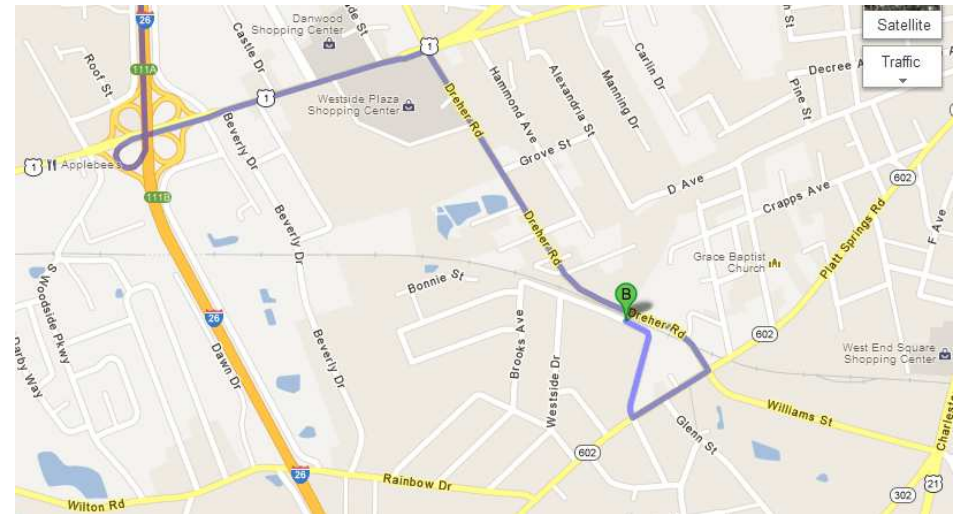 26
Danwood
Shopping Center
Satellite
Traffic
Roof St
111A
Castle Dr
1
1
Westside Plaza
Shopping Center
Dreher Rd
Hammond Ave
Alexandria St
Manning Dr
Carlin Dr
Pine St
Decree A
1
Applebee's
Beverly Dr
Grove St
D Ave
602
111B
Crapps Ave
Platt Springs Rd
F Ave
Beverly Dr
Dreher Rd
Grace Baptist
Church
S Woodside Pkwy
Bonnie St
B
Dreher Rd
26
602
Darby Way
Dawn Dr
Beverly Dr
Brooks Ave
Westside Dr
West End Square
Shopping Center
Williams St
Glenn St
Charles
602
26
Rainbow Dr
Wilton Rd
302
21